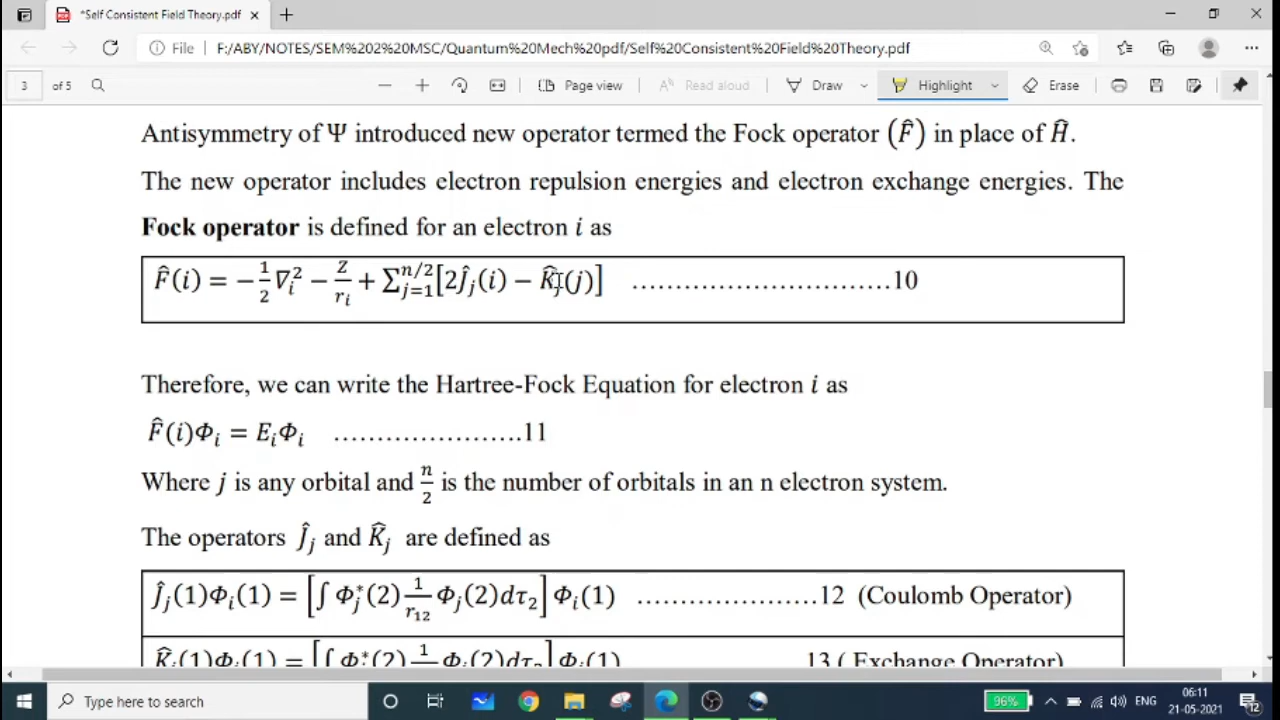 *Self Consistent Field Theory.pdf
File | F:/ABY/NOTES/SEM%202%20MSC/Quantum%20Mech%20pdf/Self%20Consistent%20Field%20Theory.pdf
3 of 5 Page view Read aloud Draw Highlight Erase
Antisymmetry of Ψ introduced new operator termed the Fock operator (F̂) in place of Ĥ.
The new operator includes electron repulsion energies and electron exchange energies. The
Fock operator is defined for an electron i as
F̂(i) = −½∇ᵢ² − Z/rᵢ + Σⱼ₌₁^{n/2}[2Ĵⱼ(i) − K̂ⱼ(j)] ..............................10
Therefore, we can write the Hartree-Fock Equation for electron i as
F̂(i)Φᵢ = EᵢΦᵢ ......................11
Where j is any orbital and n/2 is the number of orbitals in an n electron system.
The operators Ĵⱼ and K̂ⱼ are defined as
Ĵⱼ(1)Φᵢ(1) = [∫ Φⱼ*(2) 1/r₁₂ Φⱼ(2)dτ₂] Φᵢ(1) .....................12 (Coulomb Operator)
13 ( Exchange Operator)
Type here to search 96% ENG 06:11
21-05-2021 12